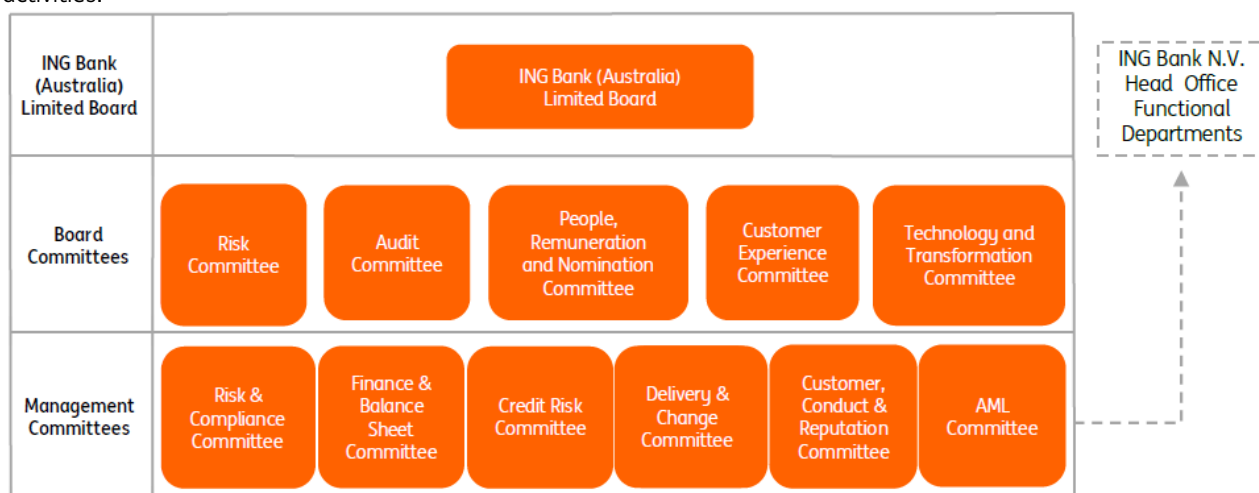 activities.
ING Bank
(Australia)
Limited Board
ING Bank (Australia)
Limited Board
ING Bank N.V.
Head Office
Functional
Departments
Board
Committees
Risk
Committee
Audit
Committee
People,
Remuneration
and Nomination
Committee
Customer
Experience
Committee
Technology and
Transformation
Committee
Management
Committees
Risk &
Compliance
Committee
Finance &
Balance
Sheet
Committee
Credit Risk
Committee
Delivery &
Change
Committee
Customer,
Conduct &
Reputation
Committee
AML
Committee